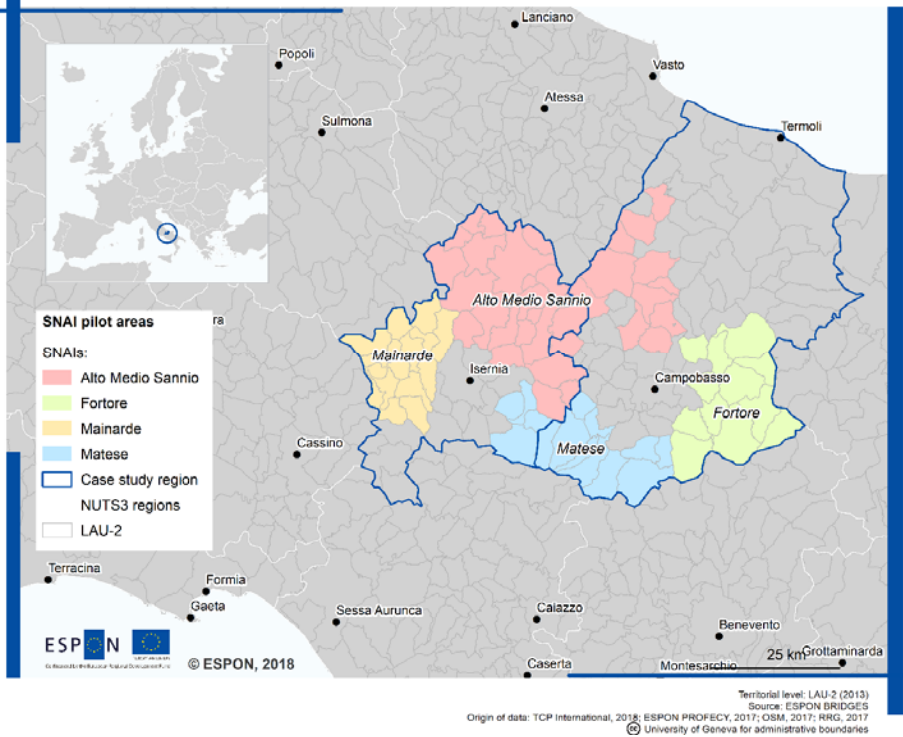 Lanciano
Popoli
Vasto
Atessa
Sulmona
Termoli
SNAI pilot areas
ra
SNAIs:
Alto Medio Sannio
Fortore
Mainarde
Matese
Case study region
NUTS3 regions
LAU-2
Alto Medio Sannio
Mainarde
Isernia
Campobasso
Fortore
Cassino
Matese
Terracina
Formia
Gaeta
Sessa Aurunca
Caiazzo
Benevento
Grottaminarda
25 km
Montesarchio
Caserta
ESPON
© ESPON, 2018
Territorial level: LAU-2 (2013)
Source: ESPON BRIDGES
Origin of data: TCP International, 2018; ESPON PROFECY, 2017; OSM, 2017; RRG, 2017
University of Geneva for administrative boundaries